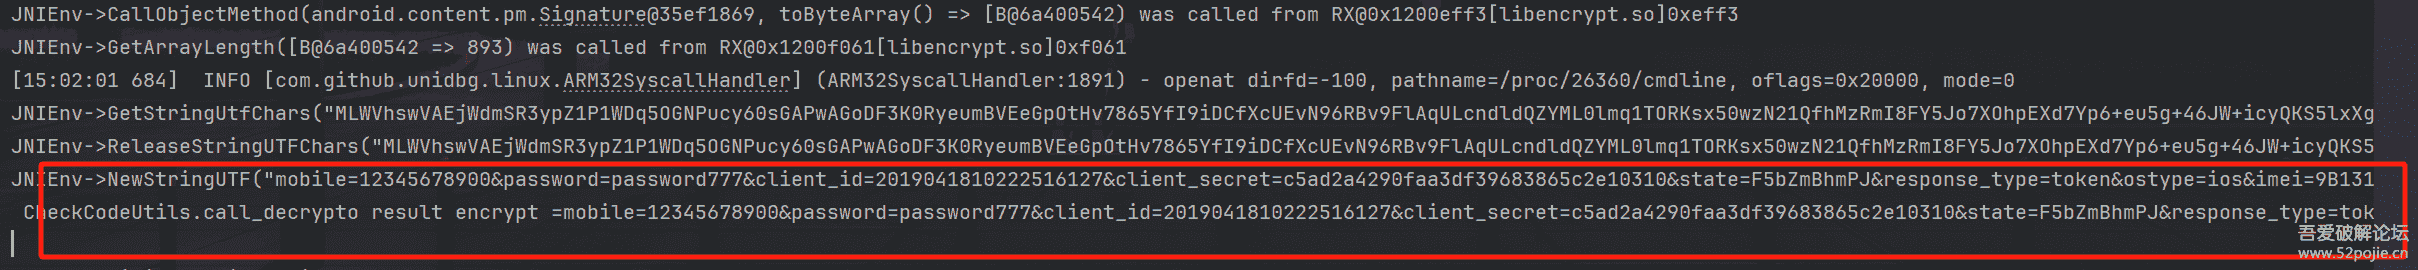 JNIEnv->CallObjectMethod(android.content.pm.Signature@35ef1869, toByteArray() => [B@6a400542) was called from RX@0x1200eff3[libencrypt.so]0xeff3
JNIEnv->GetArrayLength([B@6a400542 => 893) was called from RX@0x1200f061[libencrypt.so]0xf061
[15:02:01 684]  INFO [com.github.unidbg.linux.ARM32SyscallHandler] (ARM32SyscallHandler:1891) - openat dirfd=-100, pathname=/proc/26360/cmdline, oflags=0x20000, mode=0
JNIEnv->GetStringUtfChars("MLWVhswVAEjWdmSR3ypZ1P1WDq5OGNPucy60sGAPwAGoDF3K0RyeumBVEeGpOtHv7865YfI9iDCfXcUEvN96RBv9FlAqULcndldQZYML0lmq1TORKsx50wzN21QfhMzRmI8FY5Jo7XOhpEXd7Yp6+eu5g+46JW+icyQKS5lxXg
JNIEnv->ReleaseStringUTFChars("MLWVhswVAEjWdmSR3ypZ1P1WDq5OGNPucy60sGAPwAGoDF3K0RyeumBVEeGpOtHv7865YfI9iDCfXcUEvN96RBv9FlAqULcndldQZYML0lmq1TORKsx50wzN21QfhMzRmI8FY5Jo7XOhpEXd7Yp6+eu5g+46JW+icyQKS5
JNIEnv->NewStringUTF("mobile=12345678900&password=password777&client_id=2019041810222516127&client_secret=c5ad2a4290faa3df39683865c2e10310&state=F5bZmBhmPJ&response_type=token&ostype=ios&imei=9B131
CheckCodeUtils.call_decrypto result encrypt =mobile=12345678900&password=password777&client_id=2019041810222516127&client_secret=c5ad2a4290faa3df39683865c2e10310&state=F5bZmBhmPJ&response_type=tok
吾爱破解论坛
www.52pojie.cn